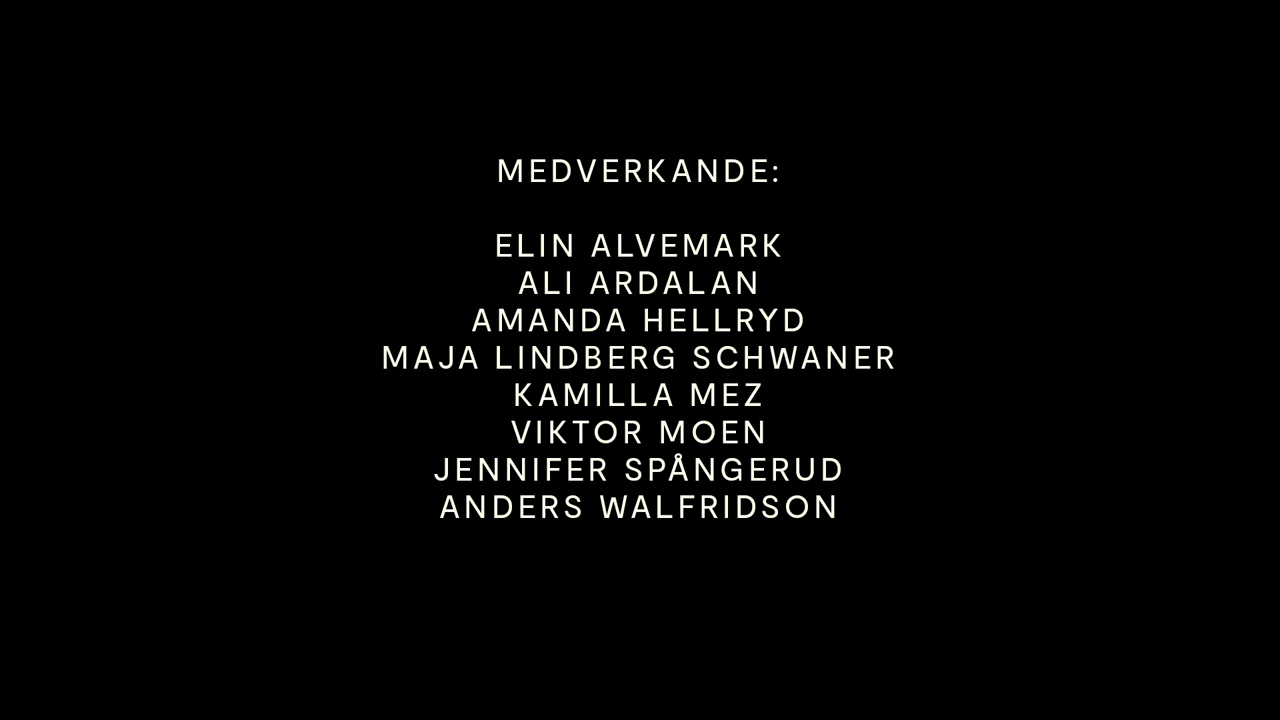 MEDVERKANDE:
ELIN ALVEMARK
ALI ARDALAN
AMANDA HELLRYD
MAJA LINDBERG SCHWANER
KAMILLA MEZ
VIKTOR MOEN
JENNIFER SPÅNGERUD
ANDERS WALFRIDSON